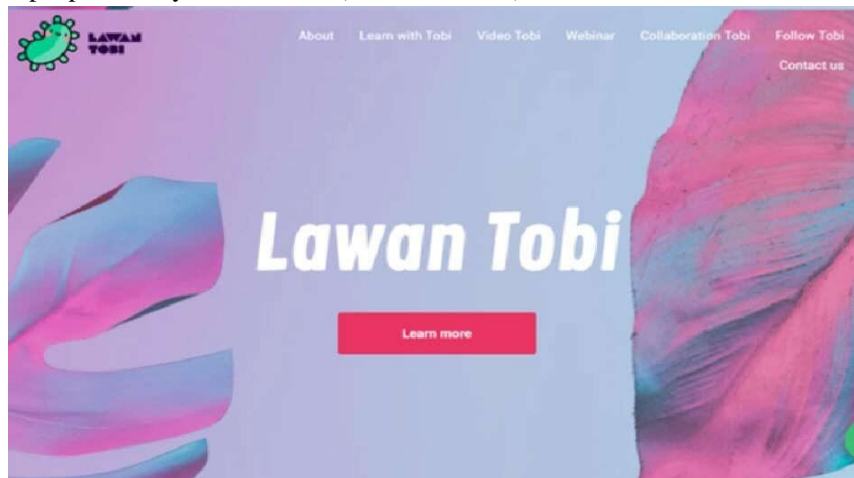 LAWAN
TOBI
About Learn with Tobi Video Tobi Webinar Collaboration Tobi Follow Tobi
Contact us
Lawan Tobi
Learn more